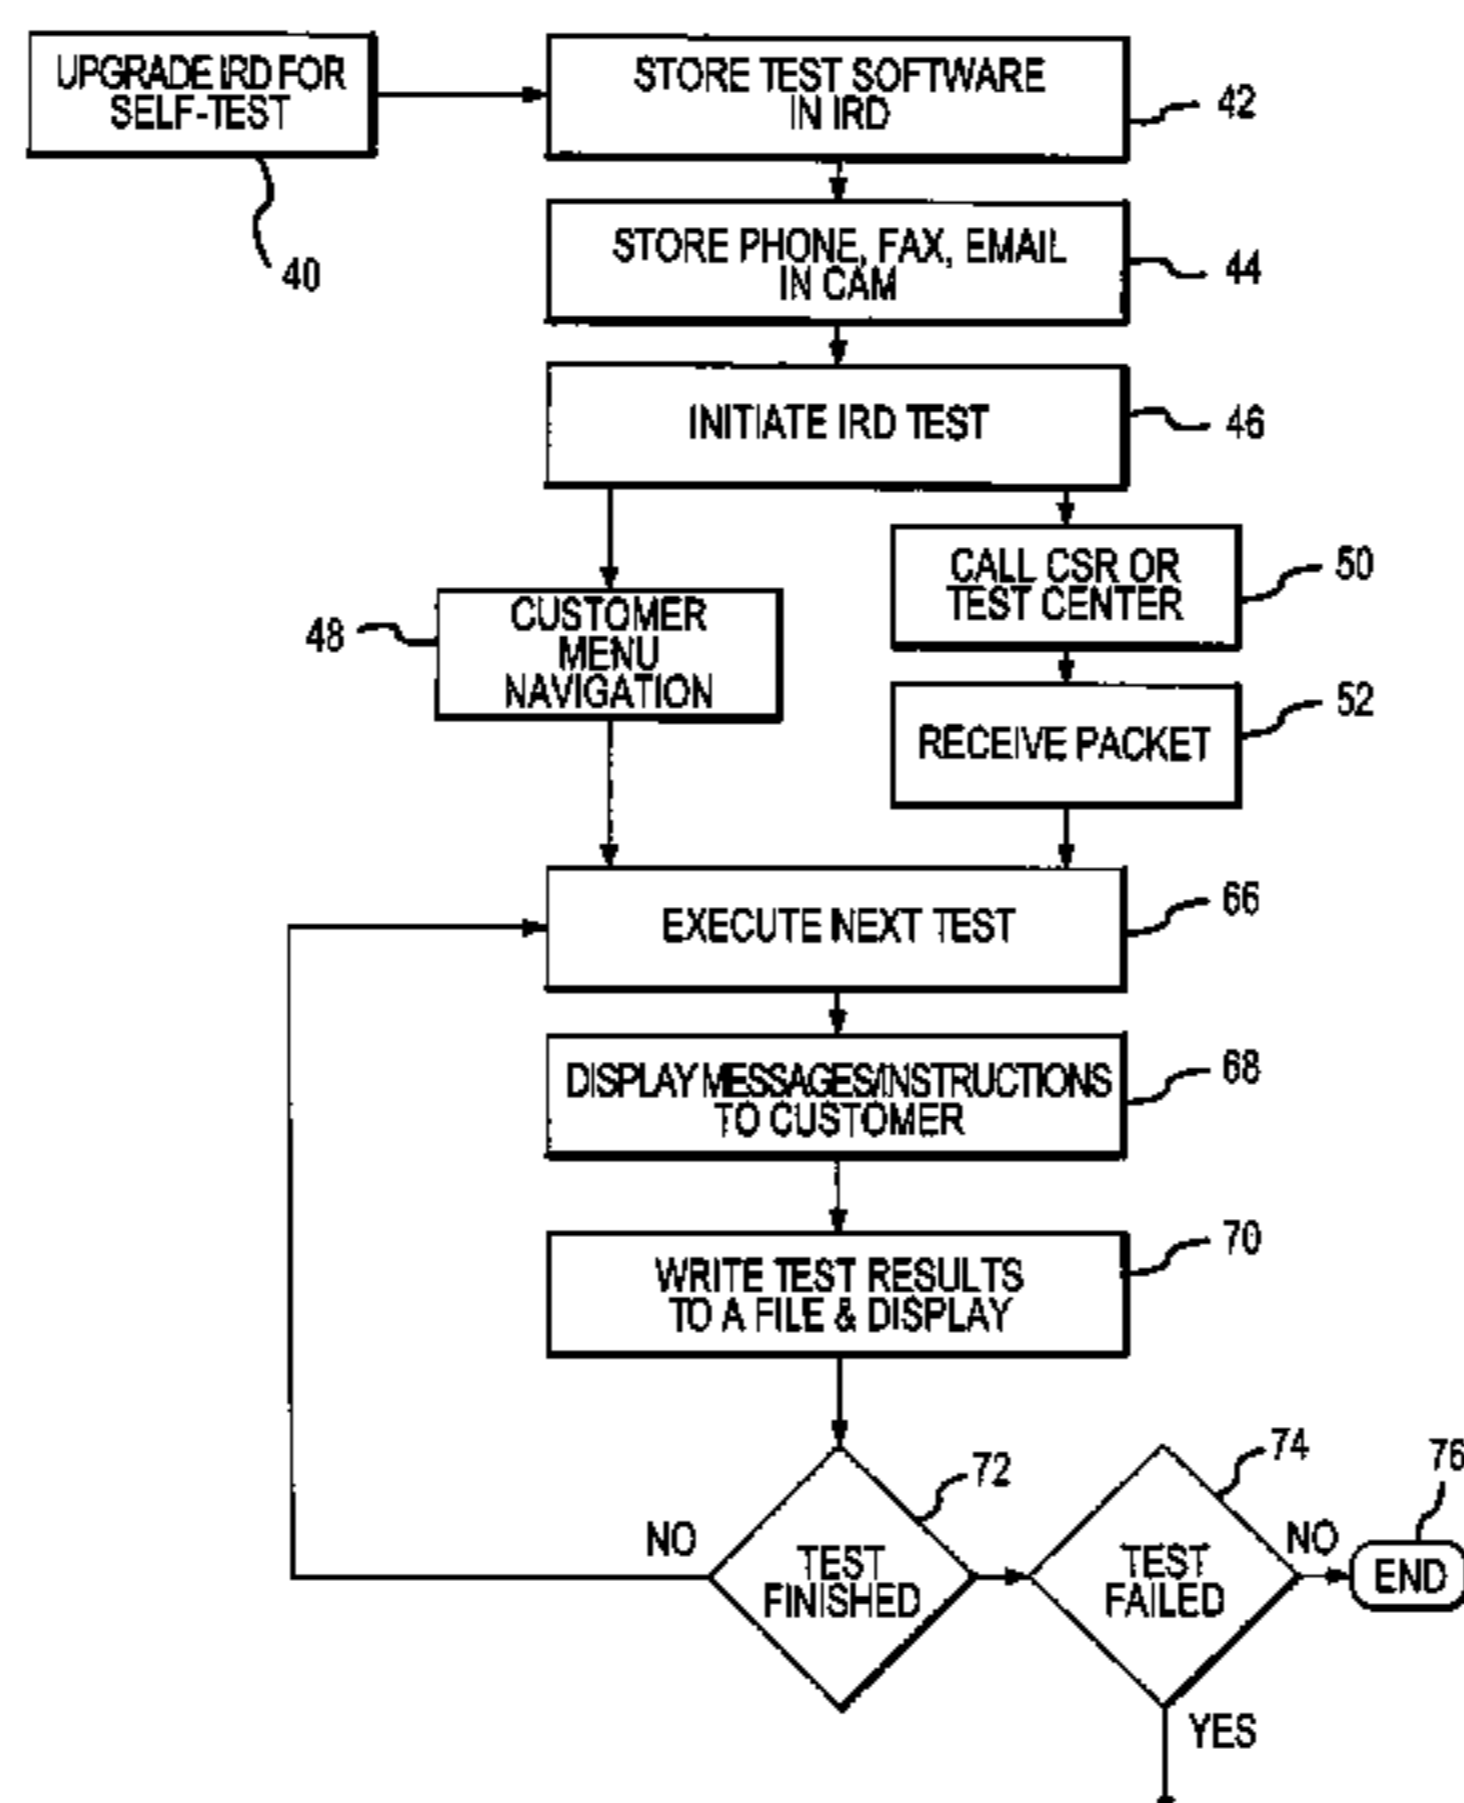 UPGRADE IRD FOR
SELF-TEST
40
STORE TEST SOFTWARE
IN IRD
42
STORE PHONE, FAX, EMAIL
IN CAM
44
INITIATE IRD TEST
46
CUSTOMER
MENU
NAVIGATION
48
CALL CSR OR
TEST CENTER
50
RECEIVE PACKET
52
EXECUTE NEXT TEST
66
DISPLAY MESSAGES/INSTRUCTIONS
TO CUSTOMER
68
WRITE TEST RESULTS
TO A FILE & DISPLAY
70
TEST
FINISHED
72
NO
TEST
FAILED
74
NO
YES
END
76